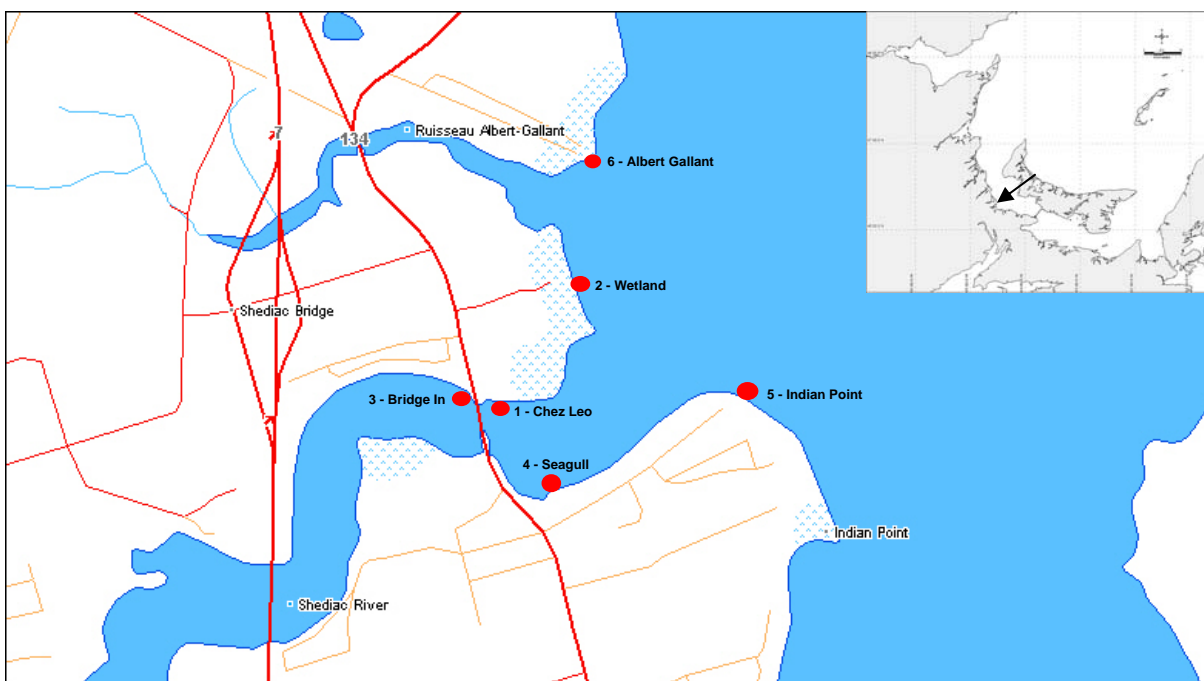 7
134
Ruisseau Albert-Gallant
6 - Albert Gallant
2 - Wetland
Shediac Bridge
3 - Bridge In
1 - Chez Leo
5 - Indian Point
4 - Seagull
Indian Point
Shediac River